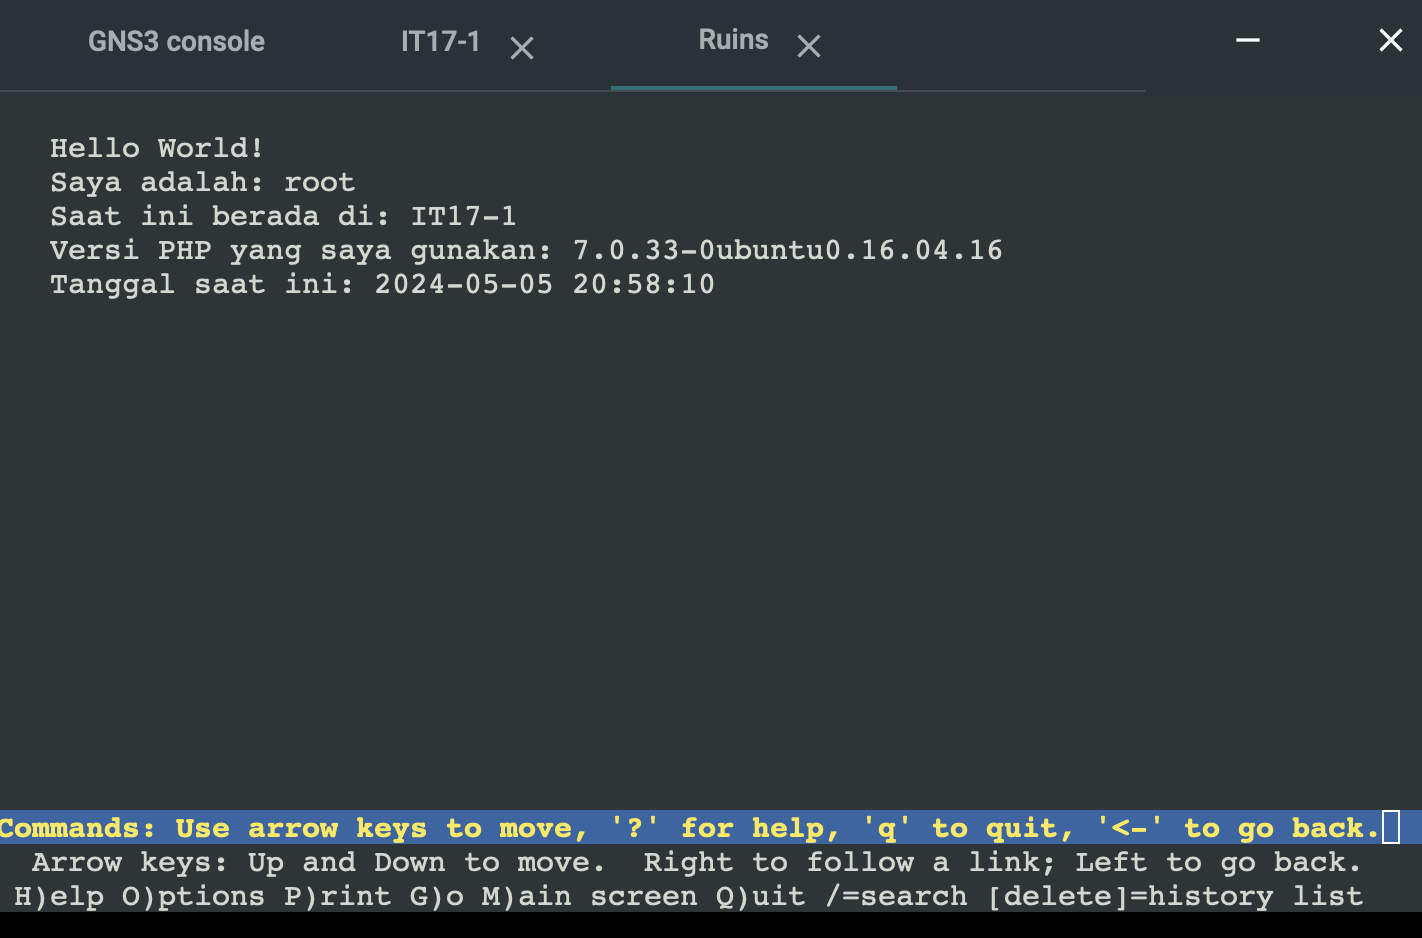 GNS3 console IT17-1 Ruins
Hello World!
Saya adalah: root
Saat ini berada di: IT17-1
Versi PHP yang saya gunakan: 7.0.33-0ubuntu0.16.04.16
Tanggal saat ini: 2024-05-05 20:58:10
Commands: Use arrow keys to move, '?' for help, 'q' to quit, '<-' to go back.
Arrow keys: Up and Down to move.  Right to follow a link; Left to go back.
H)elp O)ptions P)rint G)o M)ain screen Q)uit /=search [delete]=history list